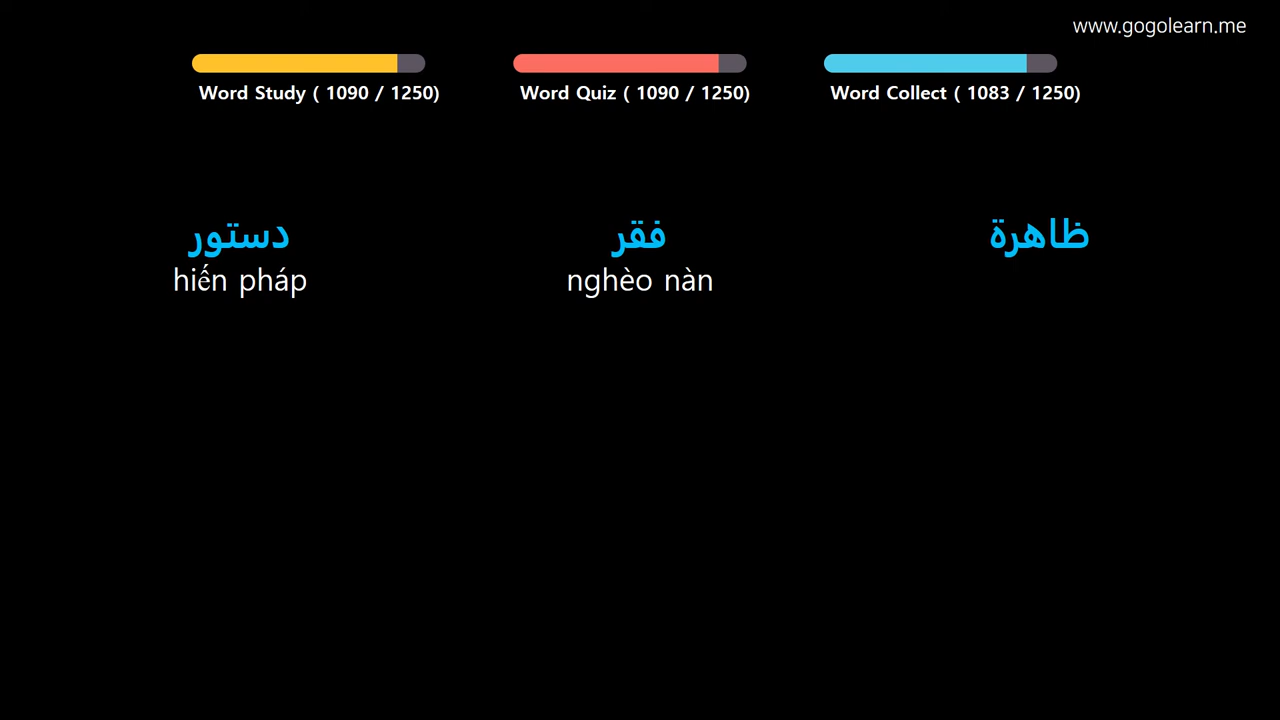 www.gogolearn.me
Word Study ( 1090 / 1250)
Word Quiz ( 1090 / 1250)
Word Collect ( 1083 / 1250)
دستور
hiến pháp
فقر
nghèo nàn
ظاهرة